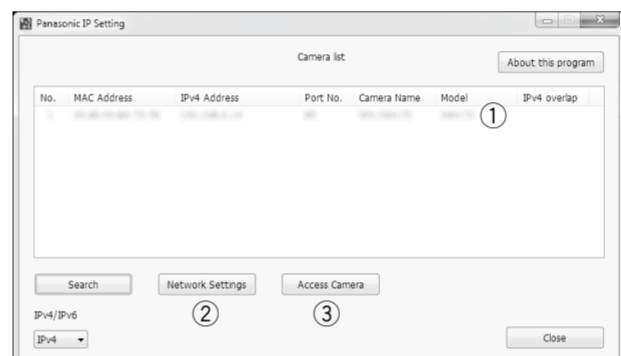 Panasonic IP Setting
Camera list
About this program
No. MAC Address IPv4 Address Port No. Camera Name Model IPv4 overlap
①
Search Network Settings Access Camera
② ③
IPv4/IPv6
IPv4 Close